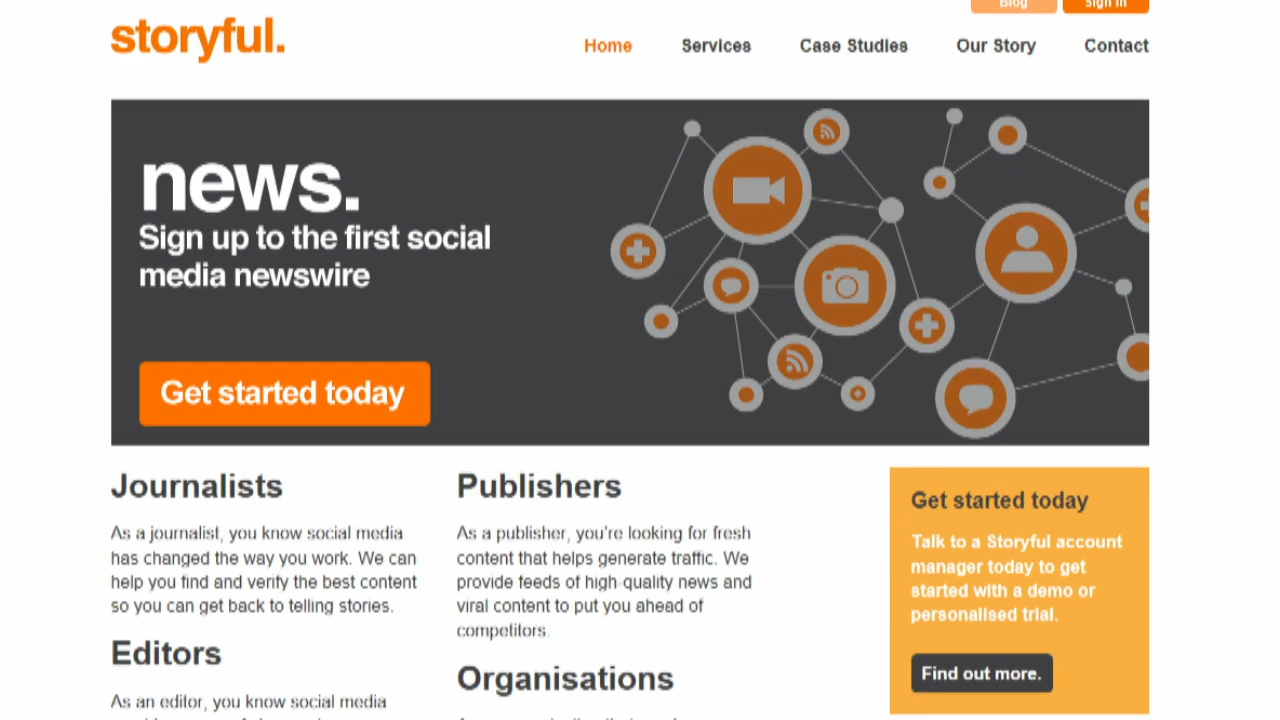 Blog
Sign in
storyful.
Home
Services
Case Studies
Our Story
Contact
news.
Sign up to the first social
media newswire
Get started today
Journalists
As a journalist, you know social media
has changed the way you work. We can
help you find and verify the best content
so you can get back to telling stories.
Editors
As an editor, you know social media
Publishers
As a publisher, you're looking for fresh
content that helps generate traffic. We
provide feeds of high-quality news and
viral content to put you ahead of
competitors.
Organisations
Get started today
Talk to a Storyful account
manager today to get
started with a demo or
personalised trial.
Find out more.